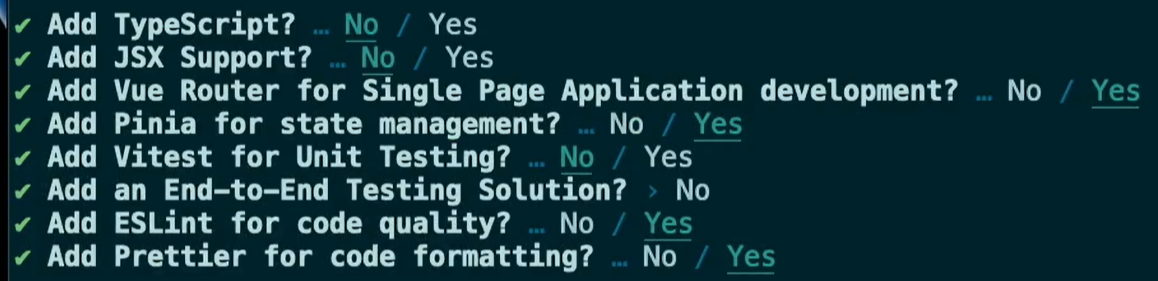 ✔ Add TypeScript? … No / Yes
✔ Add JSX Support? … No / Yes
✔ Add Vue Router for Single Page Application development? … No / Yes
✔ Add Pinia for state management? … No / Yes
✔ Add Vitest for Unit Testing? … No / Yes
✔ Add an End-to-End Testing Solution? › No
✔ Add ESLint for code quality? … No / Yes
✔ Add Prettier for code formatting? … No / Yes